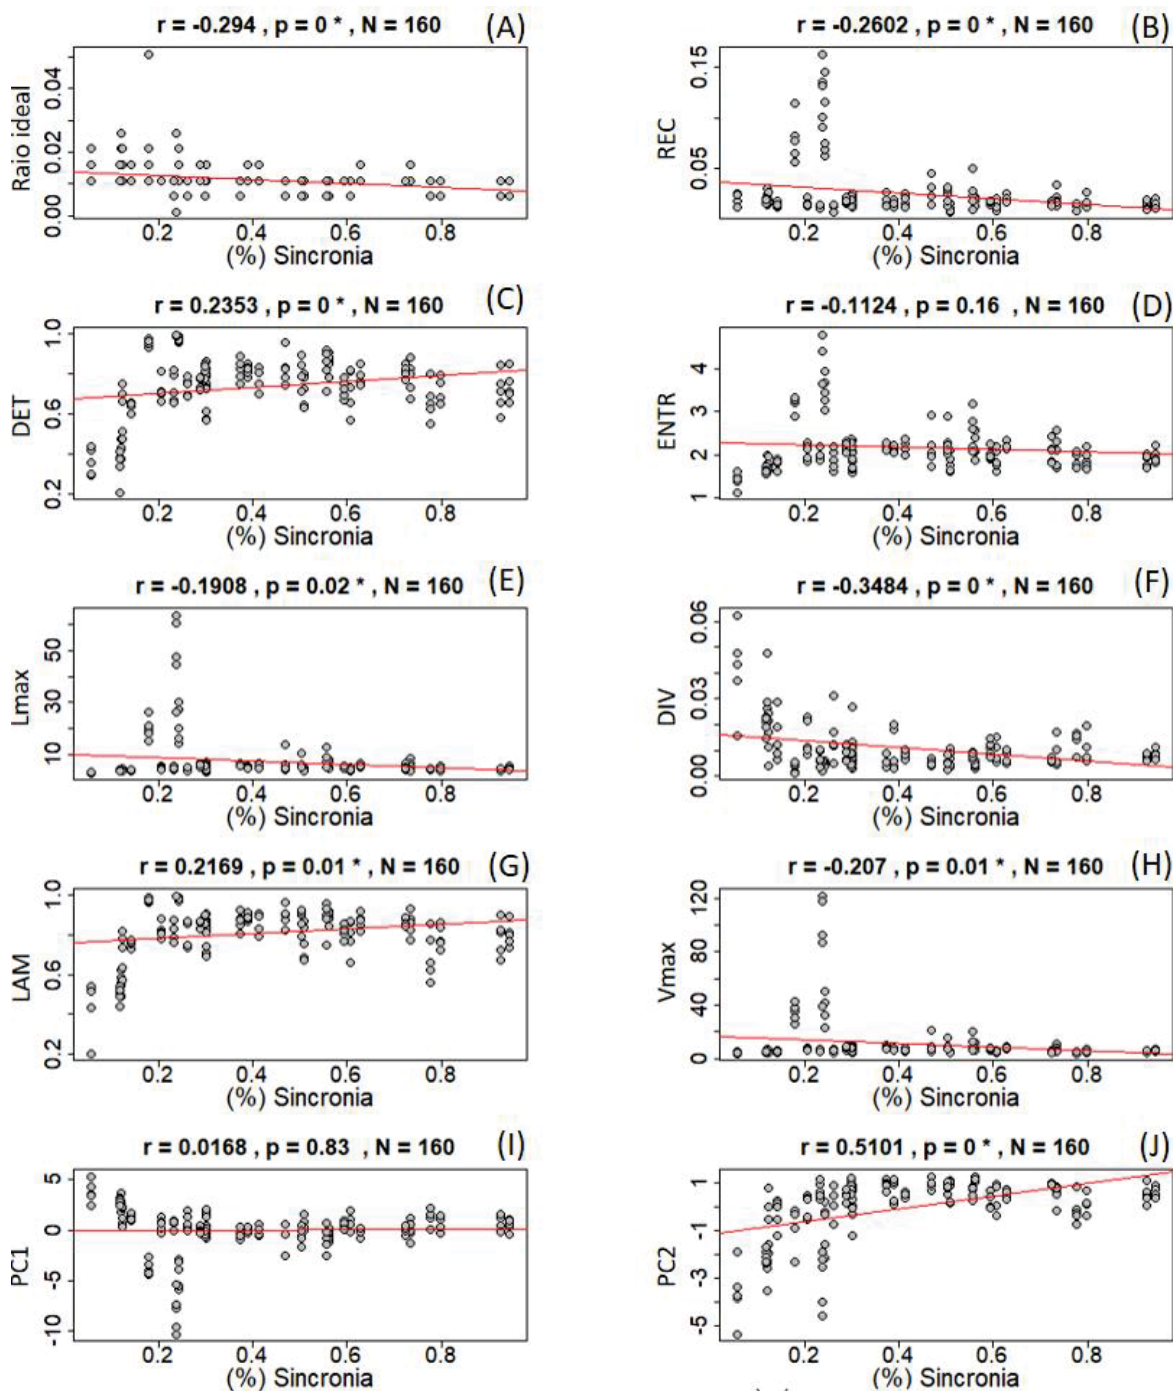 r = -0.294 , p = 0 * , N = 160 (A)
Raio ideal
0.04
0.02
0.00
0.2 0.4 0.6 0.8
(%) Sincronia
r = -0.2602 , p = 0 * , N = 160 (B)
REC
0.15
0.05
0.2 0.4 0.6 0.8
(%) Sincronia
r = 0.2353 , p = 0 * , N = 160 (C)
DET
1.0
0.6
0.2
0.2 0.4 0.6 0.8
(%) Sincronia
r = -0.1124 , p = 0.16 , N = 160 (D)
ENTR
4
3
2
1
0.2 0.4 0.6 0.8
(%) Sincronia
r = -0.1908 , p = 0.02 * , N = 160 (E)
Lmax
50
30
10
0.2 0.4 0.6 0.8
(%) Sincronia
r = -0.3484 , p = 0 * , N = 160 (F)
DIV
0.06
0.03
0.00
0.2 0.4 0.6 0.8
(%) Sincronia
r = 0.2169 , p = 0.01 * , N = 160 (G)
LAM
1.0
0.6
0.2
0.2 0.4 0.6 0.8
(%) Sincronia
r = -0.207 , p = 0.01 * , N = 160 (H)
Vmax
120
80
40
0
0.2 0.4 0.6 0.8
(%) Sincronia
r = 0.0168 , p = 0.83 , N = 160 (I)
PC1
5
0
-5
-10
0.2 0.4 0.6 0.8
(%) Sincronia
r = 0.5101 , p = 0 * , N = 160 (J)
PC2
1
-1
-3
-5
0.2 0.4 0.6 0.8
(%) Sincronia